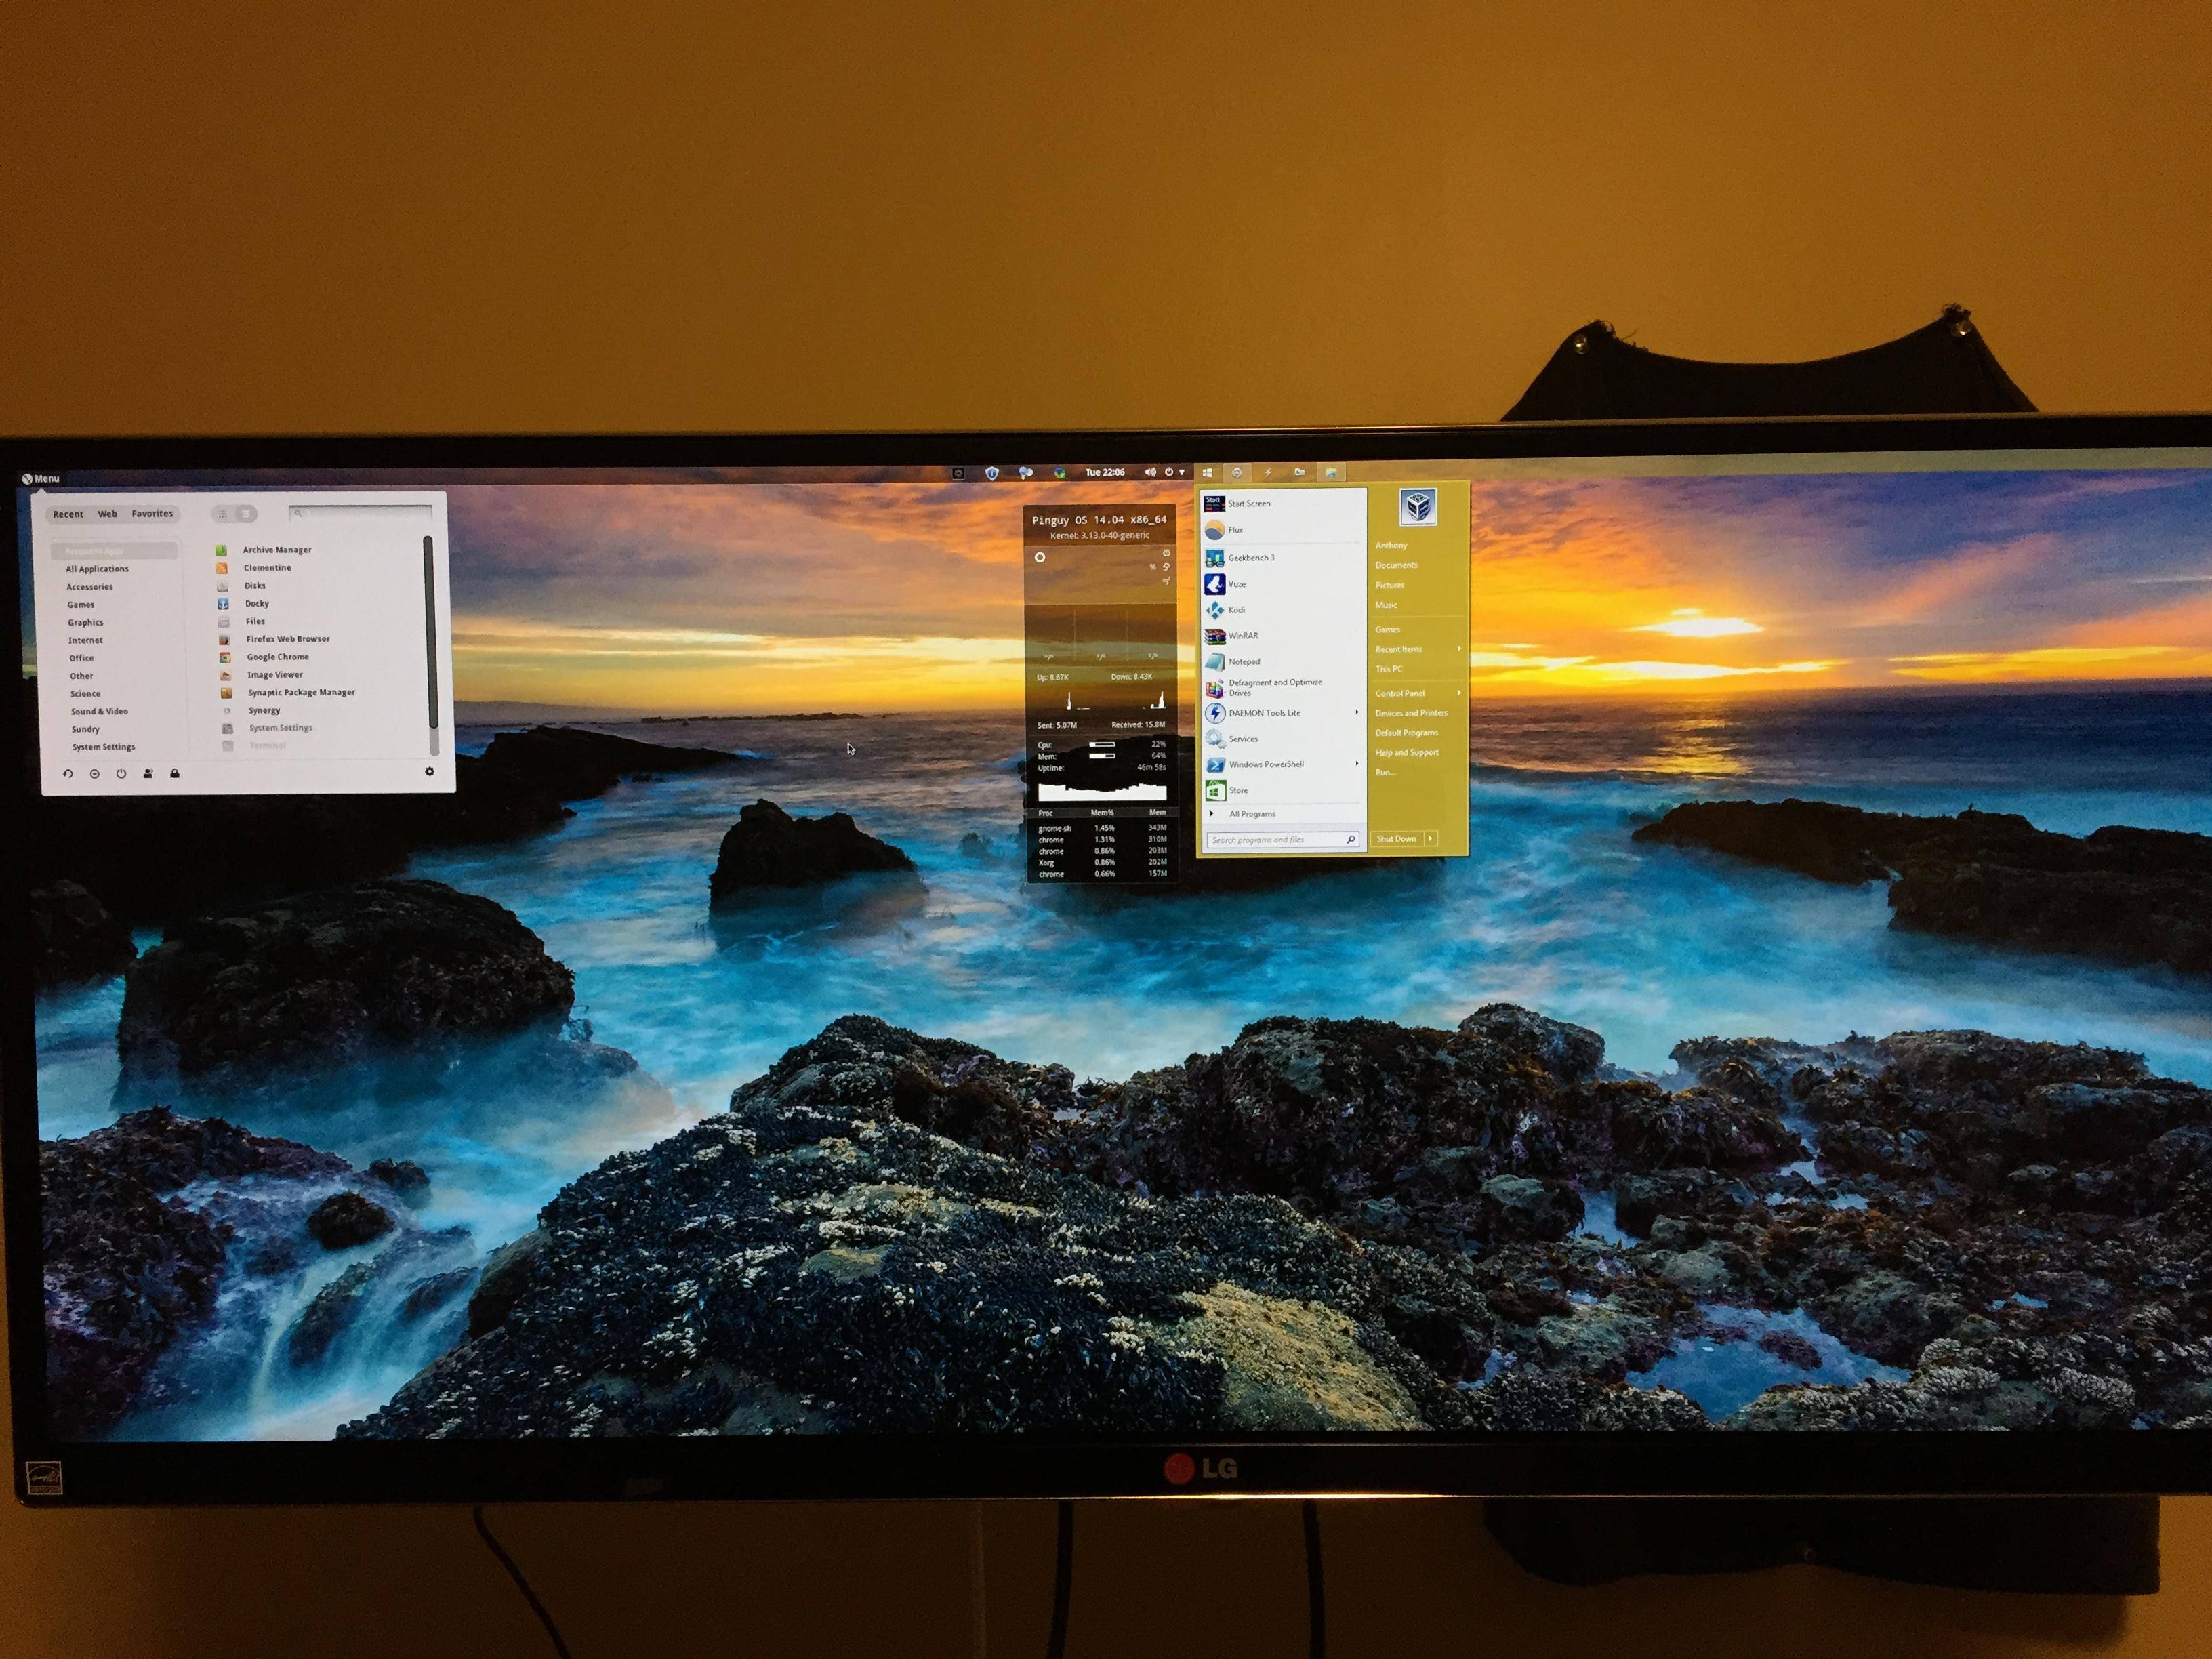 Menu
Tue 22:06
Recent Web Favorites
All Applications
Accessories
Games
Graphics
Internet
Office
Other
Science
Sound & Video
Sundry
System Settings
Archive Manager
Clementine
Disks
Docky
Files
Firefox Web Browser
Google Chrome
Image Viewer
Synaptic Package Manager
Synergy
System Settings
Terminal
Pinguy OS 14.04 x86_64
Kernel: 3.13.0-40-generic
%
°/° °/° °/°
Up: 8.67K Down: 8.43K
Sent: 5.07M Received: 15.8M
Cpu: 22%
Mem: 64%
Uptime: 46m 58s
Proc Mem% Mem
gnome-sh 1.45% 343M
chrome 1.31% 310M
chrome 0.86% 203M
Xorg 0.86% 202M
chrome 0.66% 157M
Start Screen
Flux
Geekbench 3
Vuze
Kodi
WinRAR
Notepad
Defragment and Optimize
Drives
DAEMON Tools Lite
Services
Windows PowerShell
Store
All Programs
Search programs and files
Anthony
Documents
Pictures
Music
Games
Recent Items
This PC
Control Panel
Devices and Printers
Default Programs
Help and Support
Run...
Shut Down
LG